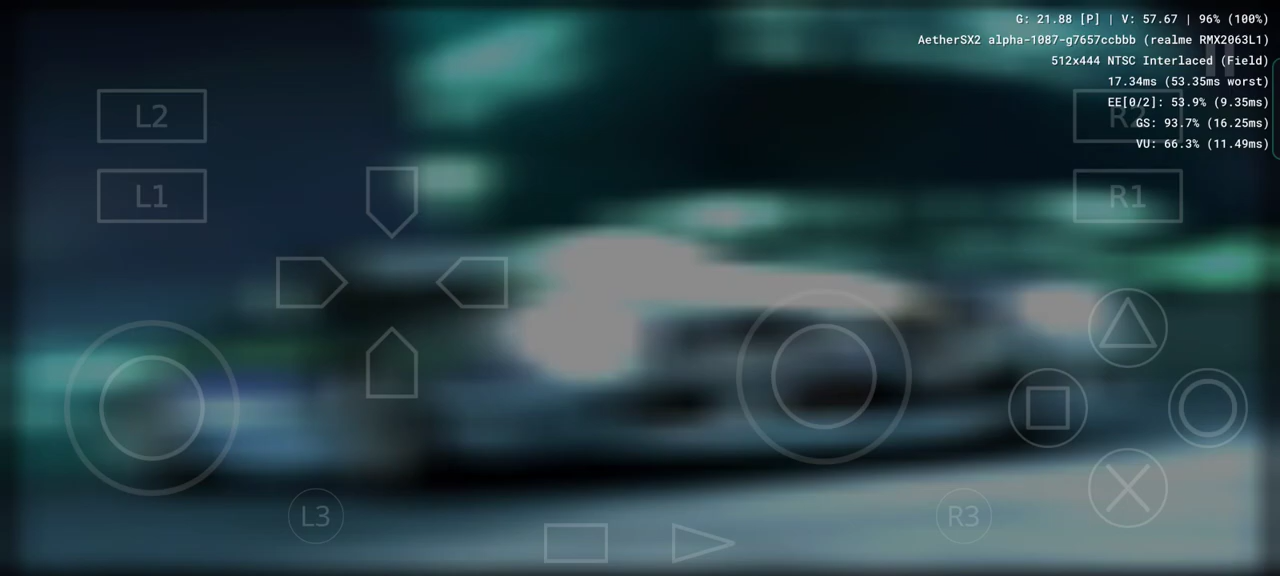 G: 21.88 [P] | V: 57.67 | 96% (100%)
AetherSX2 alpha-1087-g7657ccbbb (realme RMX2063L1)
512x444 NTSC Interlaced (Field)
17.34ms (53.35ms worst)
EE[0/2]: 53.9% (9.35ms)
GS: 93.7% (16.25ms)
VU: 66.3% (11.49ms)
L2
R2
L1
R1
L3
R3